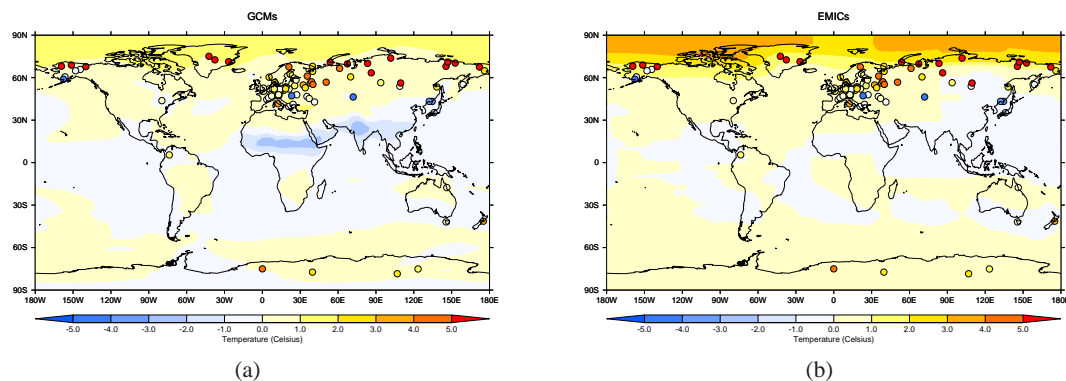 GCMs
90N
60N
30N
0
30S
60S
90S
180W 150W 120W 90W 60W 30W 0 30E 60E 90E 120E 150E 180E
-5.0 -4.0 -3.0 -2.0 -1.0 0.0 1.0 2.0 3.0 4.0 5.0
Temperature (Celsius)
(a)
EMICs
90N
60N
30N
0
30S
60S
90S
180W 150W 120W 90W 60W 30W 0 30E 60E 90E 120E 150E 180E
-5.0 -4.0 -3.0 -2.0 -1.0 0.0 1.0 2.0 3.0 4.0 5.0
Temperature (Celsius)
(b)